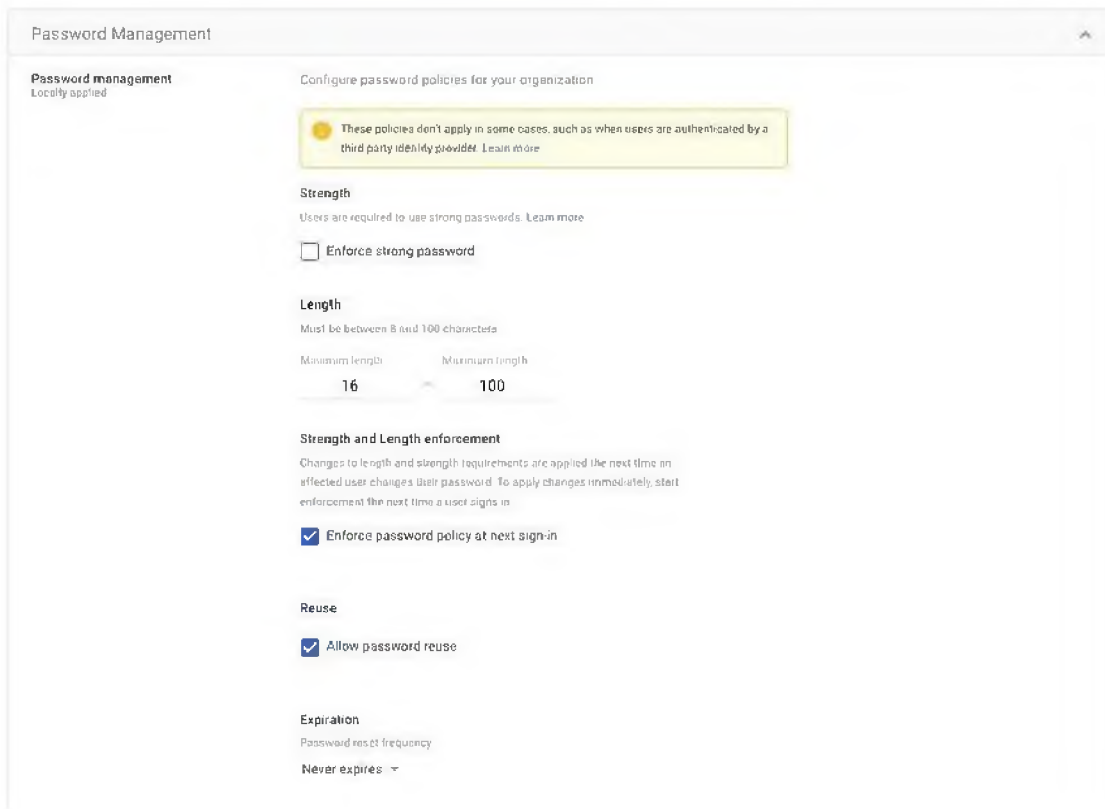 Password Management
Password management
Locally applied
Configure password policies for your organization
These policies don't apply in some cases, such as when users are authenticated by a
third party identity provider. Learn more
Strength
Users are required to use strong passwords. Learn more
Enforce strong password
Length
Must be between 8 and 100 characters
Minimum length
Maximum length
16
-
100
Strength and Length enforcement
Changes to length and strength requirements are applied the next time an
affected user changes their password. To apply changes immediately, start
enforcement the next time a user signs in
Enforce password policy at next sign-in
Reuse
Allow password reuse
Expiration
Password reset frequency
Never expires